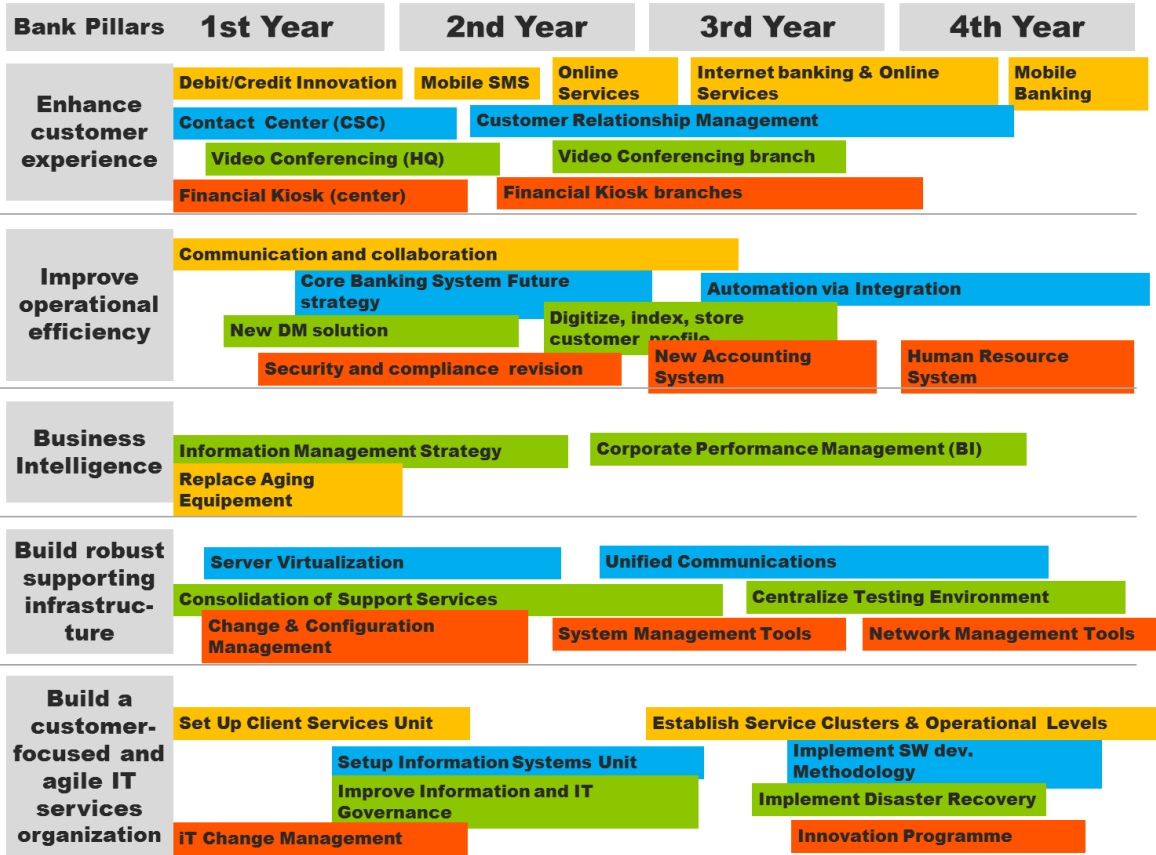 Bank Pillars
1st Year
2nd Year
3rd Year
4th Year
Enhance
customer
experience
Debit/Credit Innovation
Mobile SMS
Online
Services
Internet banking & Online
Services
Mobile
Banking
Contact Center (CSC)
Customer Relationship Management
Video Conferencing (HQ)
Video Conferencing branch
Financial Kiosk (center)
Financial Kiosk branches
Improve
operational
efficiency
Communication and collaboration
Core Banking System Future
strategy
Automation via Integration
New DM solution
Digitize, index, store
customer profile
Security and compliance revision
New Accounting
System
Human Resource
System
Business
Intelligence
Information Management Strategy
Corporate Performance Management (BI)
Replace Aging
Equipement
Build robust
supporting
infrastruc-
ture
Server Virtualization
Unified Communications
Consolidation of Support Services
Centralize Testing Environment
Change & Configuration
Management
System Management Tools
Network Management Tools
Build a
customer-
focused and
agile IT
services
organization
Set Up Client Services Unit
Establish Service Clusters & Operational Levels
Setup Information Systems Unit
Implement SW dev.
Methodology
Improve Information and IT
Governance
Implement Disaster Recovery
iT Change Management
Innovation Programme